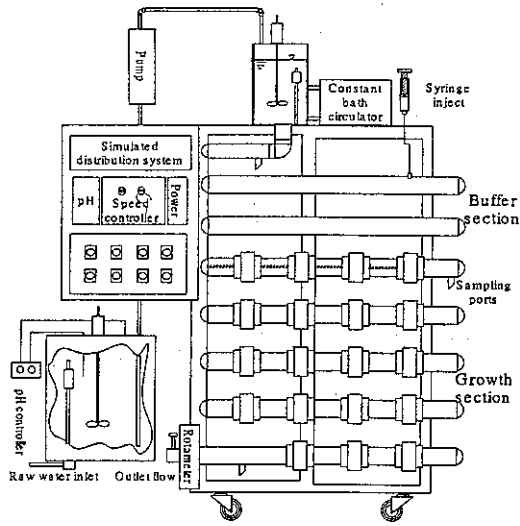 Pump
Constant
bath
circulator
Syringe
inject
Simulated
distribution system
pH
Speed
controller
Power
Buffer
section
Sampling
ports
Growth
section
pH controller
Rotameter
Raw water inlet
Outlet flow